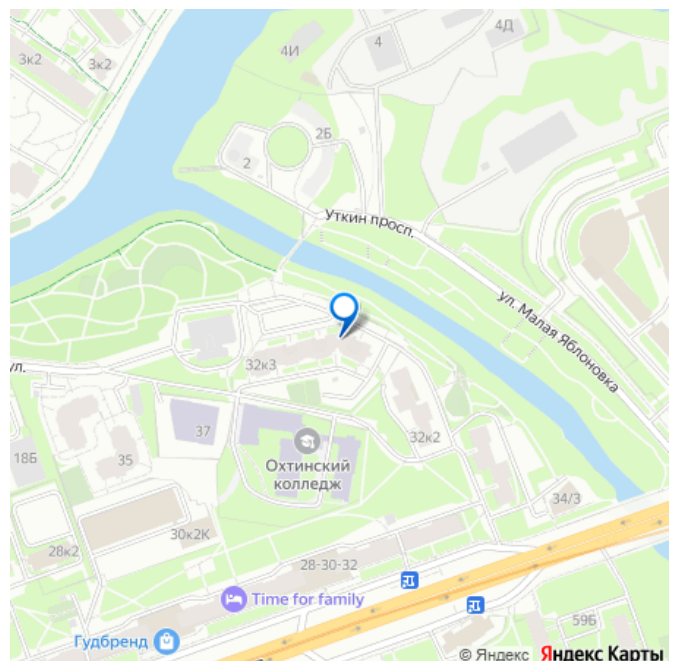 4Д
4
4И
3к2
3к2
2Б
2
Уткин просп.
ул. Малая Яблоновка
32к3
ул.
37
32к2
Охтинский
колледж
18Б
35
34/3
30к2К
28к2
28-30-32
Time for family
59Б
Гудбренд
© Яндекс Яндекс Карты